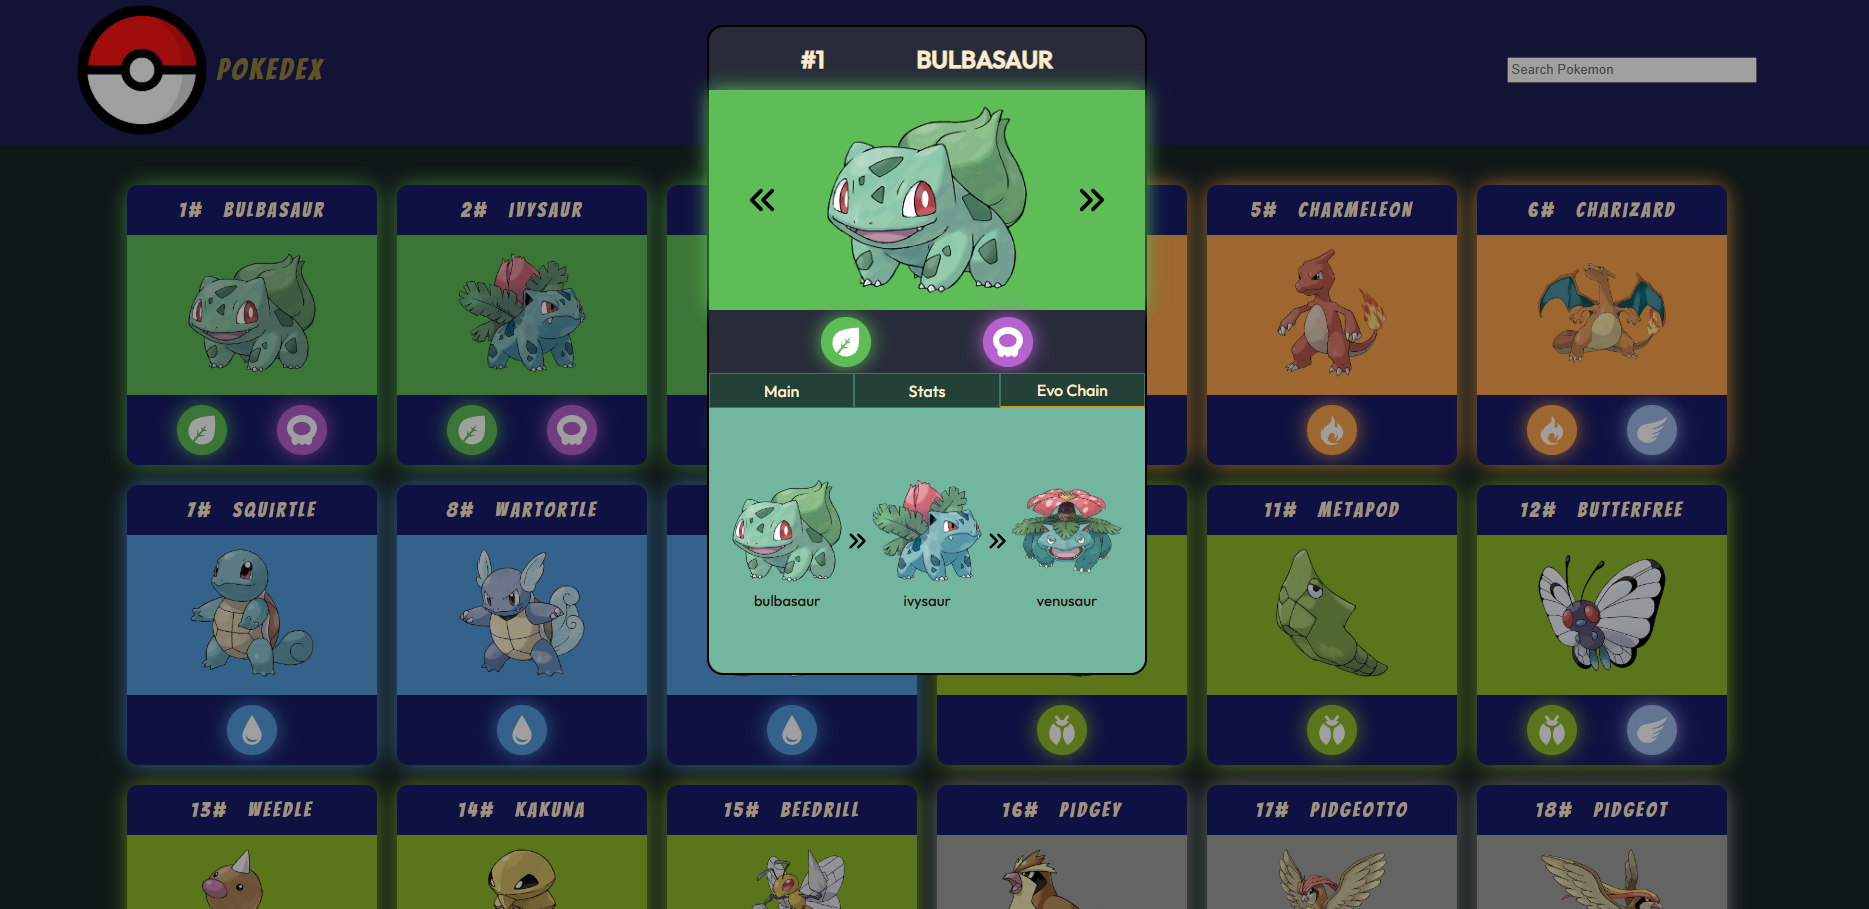 POKEDEX
Search Pokemon
#1 BULBASAUR
Main Stats Evo Chain
bulbasaur ivysaur venusaur
1# BULBASAUR
2# IVYSAUR
5# CHARMELEON
6# CHARIZARD
7# SQUIRTLE
8# WARTORTLE
11# METAPOD
12# BUTTERFREE
13# WEEDLE
14# KAKUNA
15# BEEDRILL
16# PIDGEY
17# PIDGEOTTO
18# PIDGEOT